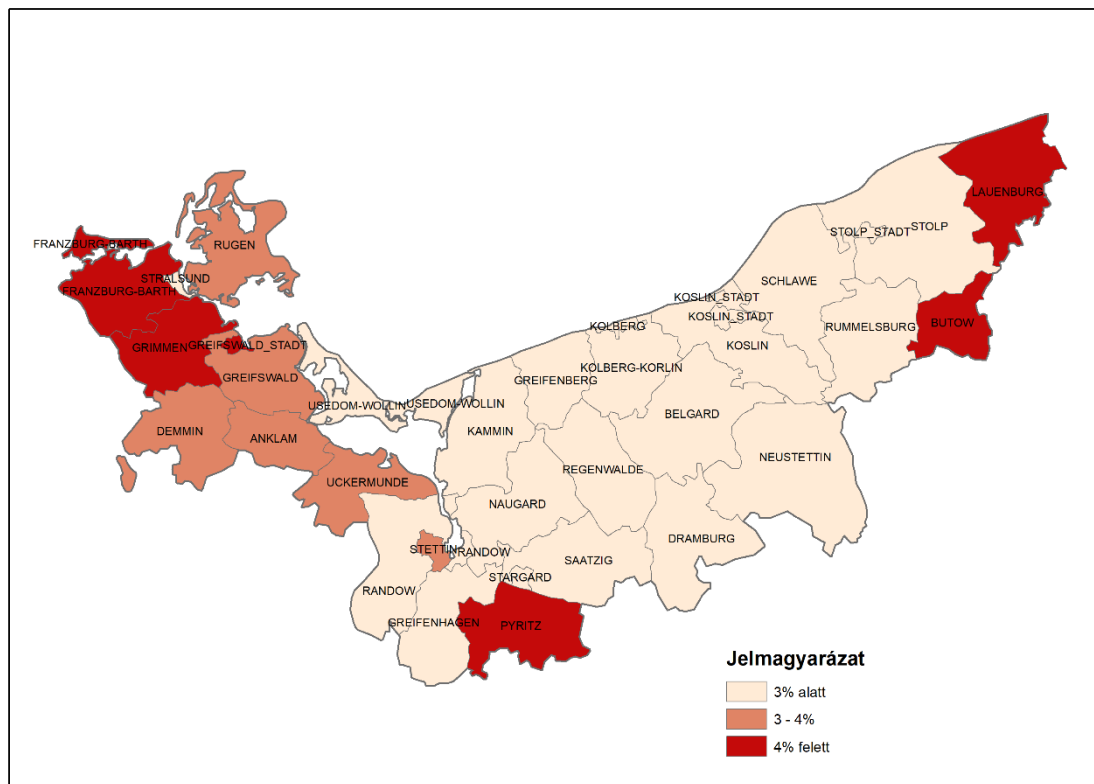 LAUENBURG
STOLP
STOLP_STADT
FRANZBURG-BARTH
RUGEN
STRALSUND
SCHLAWE
FRANZBURG-BARTH
KOSLIN_STADT
KOSLIN_STADT
BUTOW
KOLBERG
RUMMELSBURG
GREIFSWALD_STADT
KOSLIN
GRIMMEN
KOLBERG-KORLIN
GREIFSWALD
GREIFENBERG
USEDOM-WOLLIN
USEDOM-WOLLIN
BELGARD
KAMMIN
DEMMIN
ANKLAM
NEUSTETTIN
REGENWALDE
UCKERMUNDE
NAUGARD
DRAMBURG
STETTIN
RANDOW
SAATZIG
STARGARD
RANDOW
GREIFENHAGEN
PYRITZ
Jelmagyarázat
3% alatt
3 - 4%
4% felett